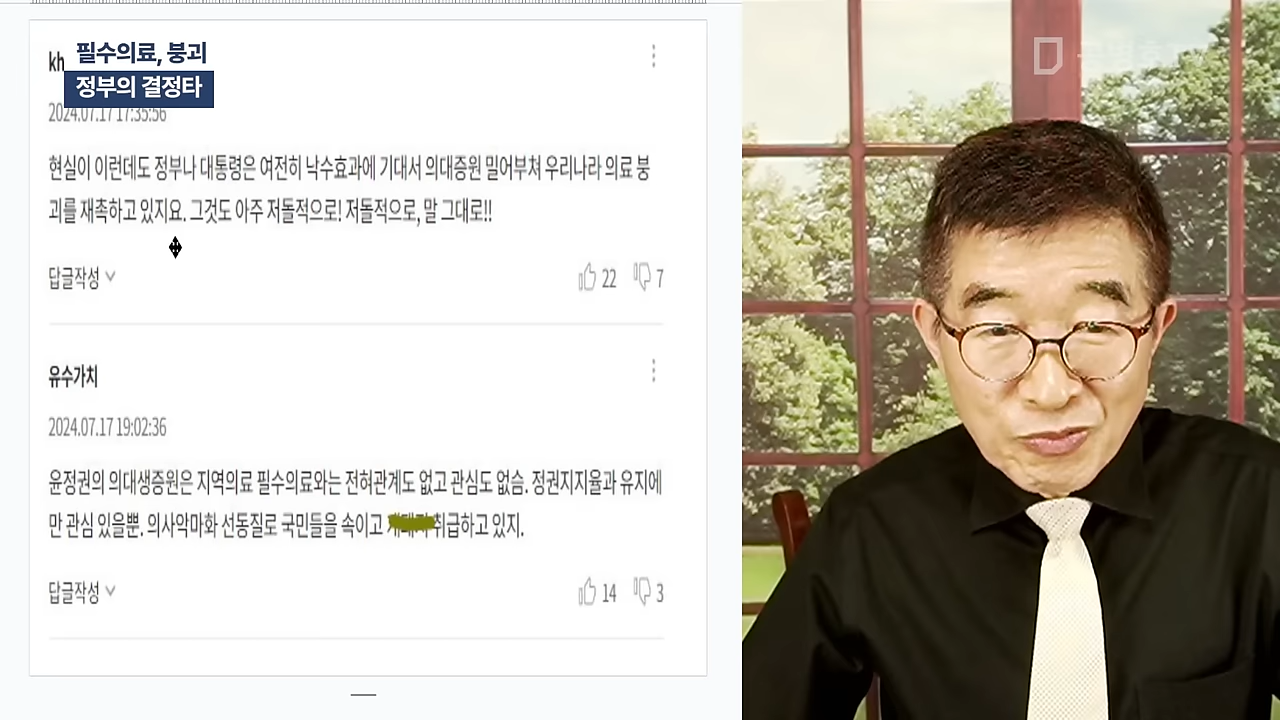 필수의료, 붕괴
정부의 결정타
kh
2024.07.17 17:35:56
현실이 이런데도 정부나 대통령은 여전히 낙수효과에 기대서 의대증원 밀어부쳐 우리나라 의료 붕
괴를 재촉하고 있지요. 그것도 아주 저돌적으로! 저돌적으로, 말 그대로!!
답글작성
22
7
유수가치
2024.07.17 19:02:36
윤정권의 의대생증원은 지역의료 필수의료와는 전혀관계도 없고 관심도 없슴. 정권지지율과 유지에
만 관심 있을뿐. 의사악마화 선동질로 국민들을 속이고 취급하고 있지.
답글작성
14
3